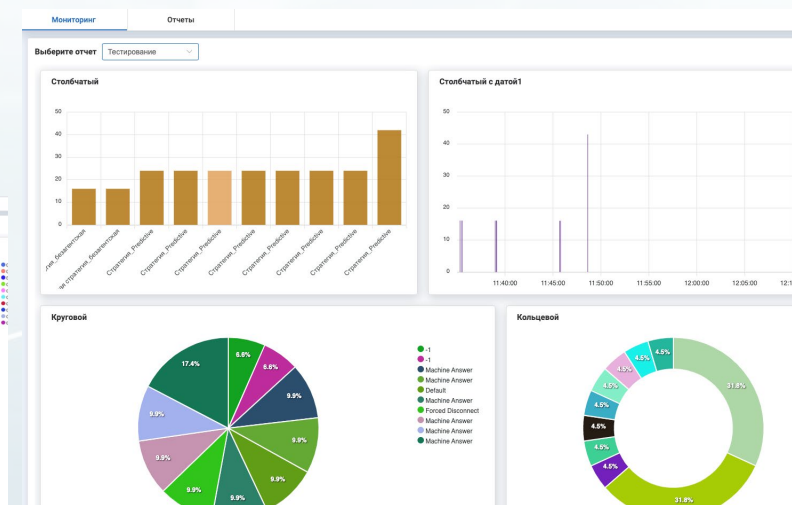 Мониторинг Отчеты
Выберите отчет Тестирование
Столбчатый
50
40
30
20
10
0
стратегия_безагентская
Стратегия_Predictive
Стратегия_Predictive
Стратегия_Predictive
Стратегия_Predictive
Стратегия_Predictive
Стратегия_Predictive
Стратегия_Predictive
Стратегия_Predictive
Столбчатый с датой1
50
40
30
20
10
0
11:40:00 11:45:00 11:50:00 11:55:00 12:00:00 12:05:00 12:1
Круговой
6.6%
6.6%
9.9%
9.9%
9.9%
9.9%
9.9%
9.9%
9.9%
17.4%
-1
-1
Machine Answer
Machine Answer
Default
Machine Answer
Forced Disconnect
Machine Answer
Machine Answer
Machine Answer
Кольцевой
31.8%
31.8%
4.5%
4.5%
4.5%
4.5%
4.5%
4.5%
4.5%
4.5%